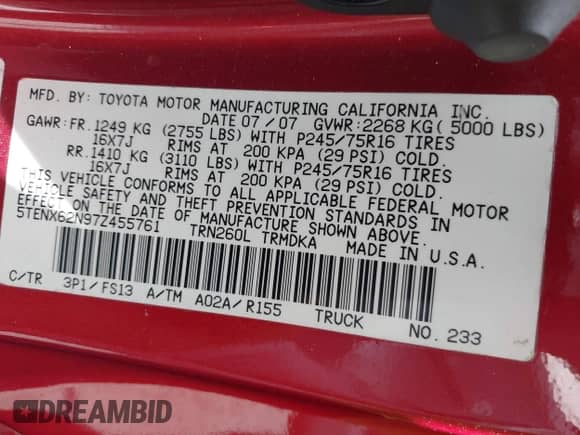 MFD. BY: TOYOTA MOTOR MANUFACTURING CALIFORNIA INC.
DATE 07/07 GVWR:2268 KG( 5000 LBS)
GAWR:FR. 1249 KG (2755 LBS) WITH P245/75R16 TIRES
16X7J RIMS AT 200 KPA (29 PSI) COLD.
RR. 1410 KG (3110 LBS) WITH P245/75R16 TIRES
16X7J RIMS AT 200 KPA (29 PSI) COLD.
THIS VEHICLE CONFORMS TO ALL APPLICABLE FEDERAL MOTOR
VEHICLE SAFETY AND THEFT PREVENTION STANDARDS IN
EFFECT ON THE DATE OF MANUFACTURE SHOWN ABOVE.
5TENX62N97Z455761 TRN260L TRMDKA MADE IN U.S.A.
C/TR 3P1/FS13 A/TM A02A/R155 TRUCK NO. 233
DREAMBID